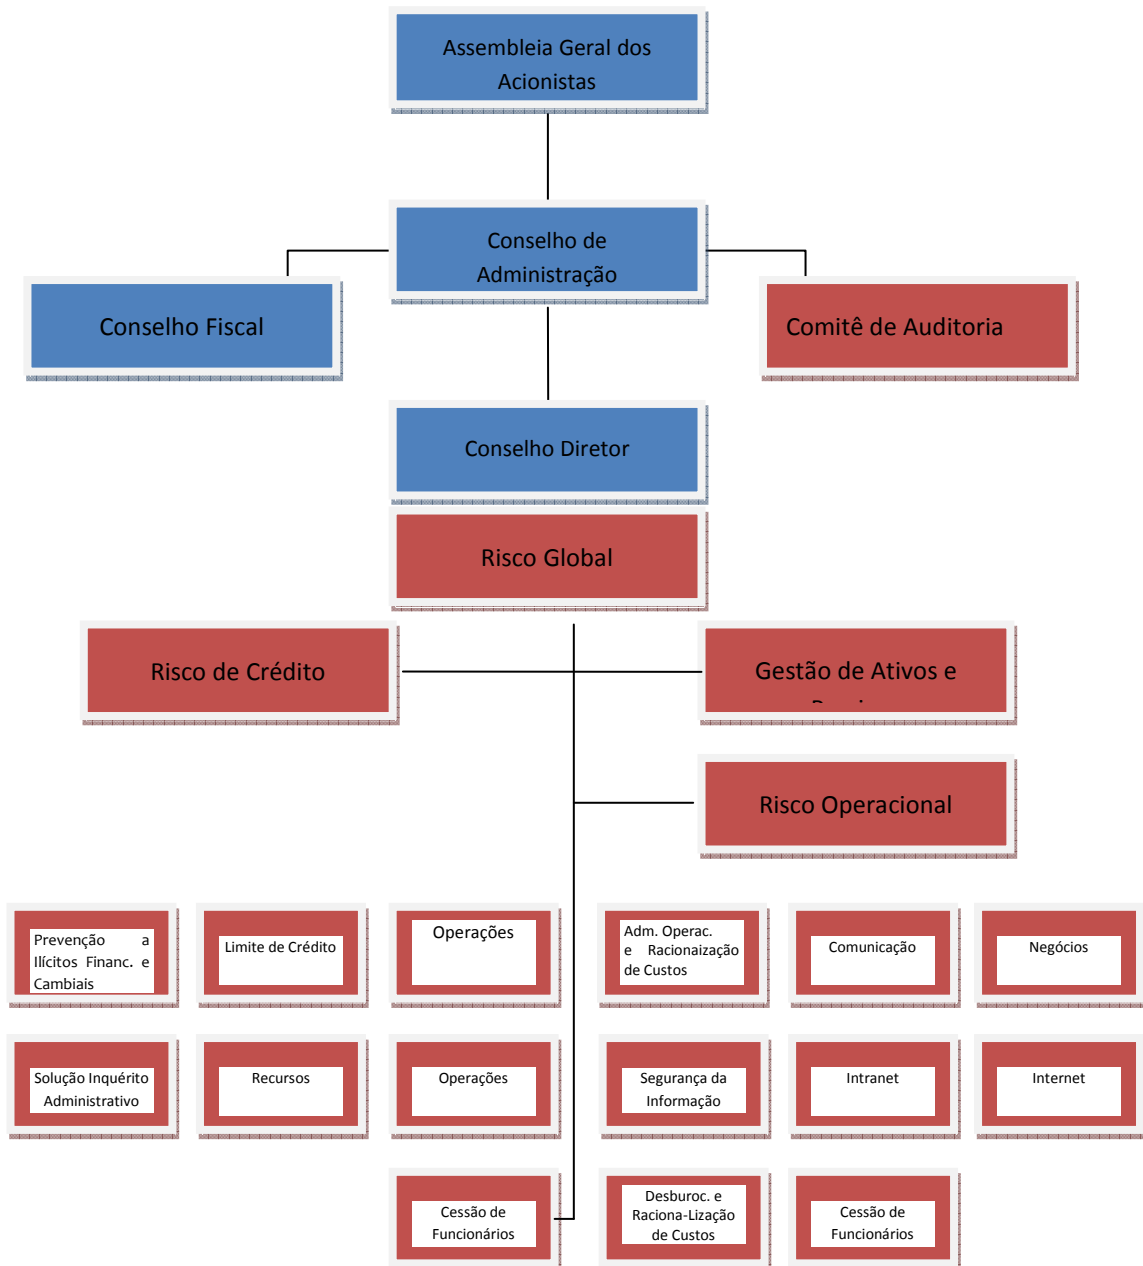 Assembleia Geral dos
Acionistas
Conselho de
Administração
Conselho Fiscal
Comitê de Auditoria
Conselho Diretor
Risco Global
Risco de Crédito
Gestão de Ativos e
Risco Operacional
Prevenção a
Ilícitos Financ. e
Cambiais
Limite de Crédito
Operações
Adm. Operac.
e Racionaização
de Custos
Comunicação
Negócios
Solução Inquérito
Administrativo
Recursos
Operações
Segurança da
Informação
Intranet
Internet
Cessão de
Funcionários
Desburoc. e
Raciona-Lização
de Custos
Cessão de
Funcionários